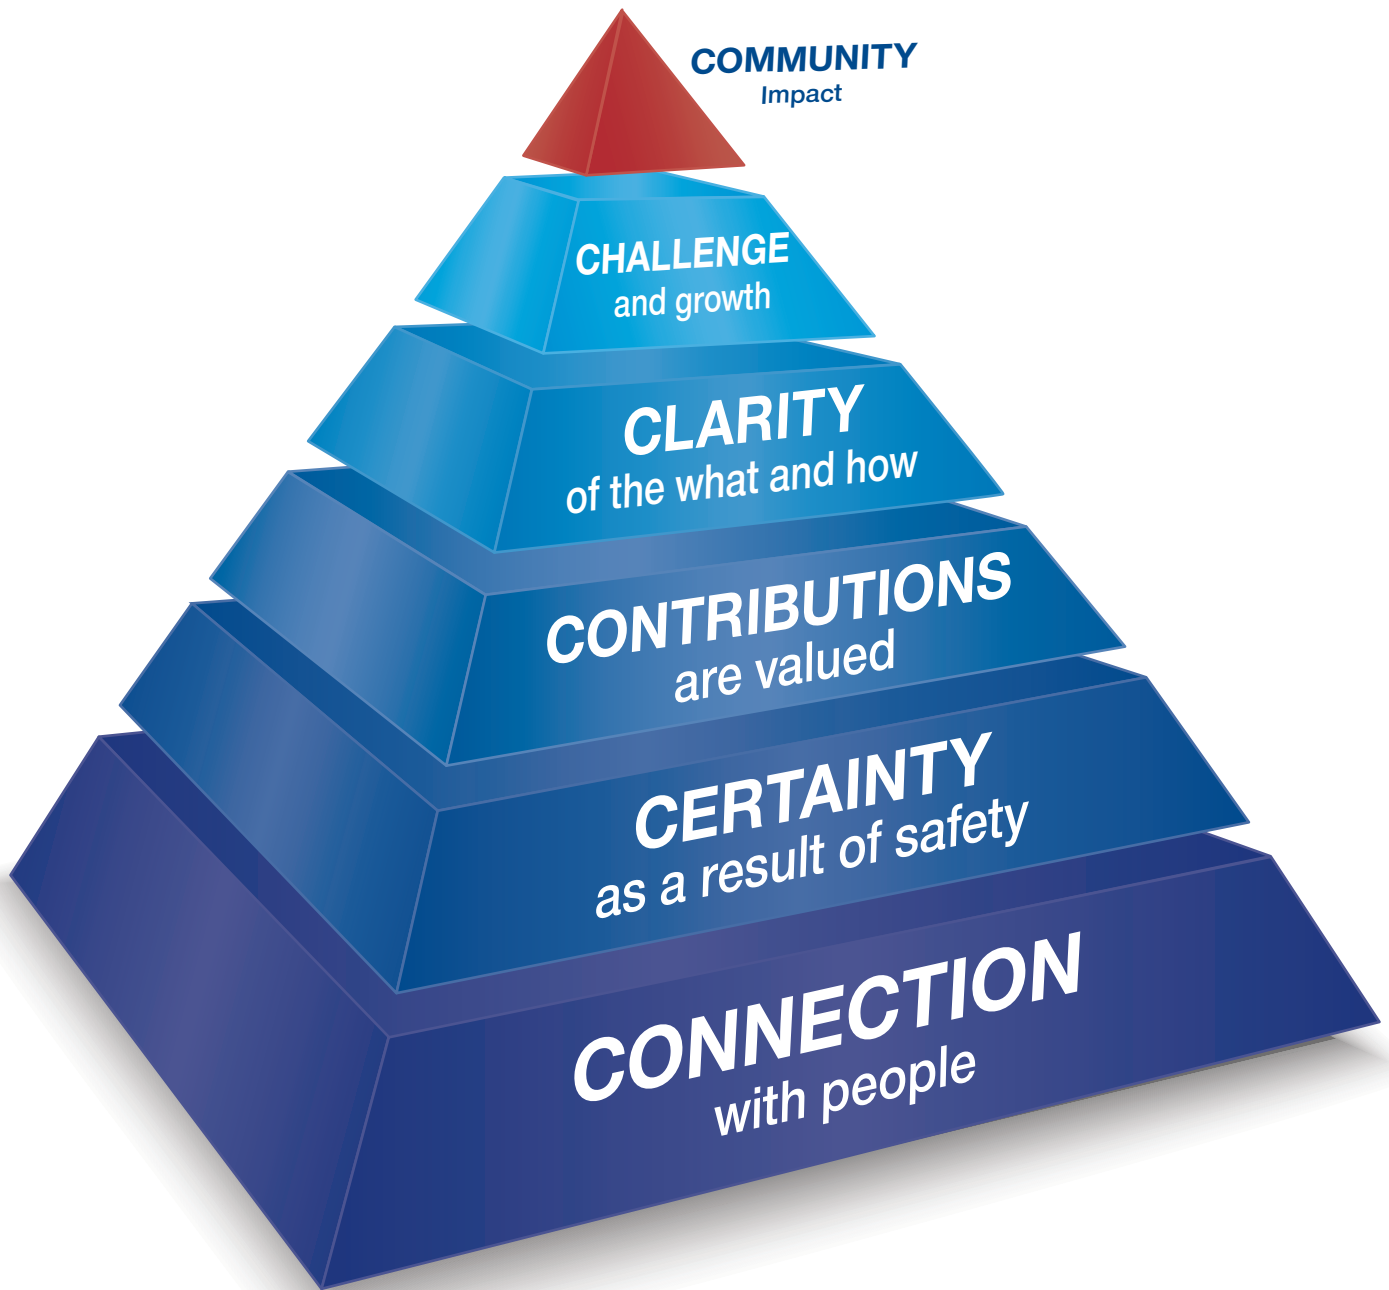 COMMUNITY
Impact
CHALLENGE
and growth
CLARITY
of the what and how
CONTRIBUTIONS
are valued
CERTAINTY
as a result of safety
CONNECTION
with people